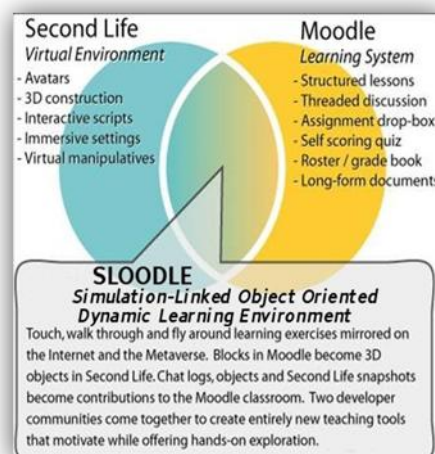 Second Life
Virtual Environment
- Avatars
- 3D construction
- Interactive scripts
- Immersive settings
- Virtual manipulatives
Moodle
Learning System
- Structured lessons
- Threaded discussion
- Assignment drop-box
- Self scoring quiz
- Roster / grade book
- Long-form documents
SLOODLE
Simulation-Linked Object Oriented
Dynamic Learning Environment
Touch, walk through and fly around learning exercises mirrored on
the Internet and the Metaverse. Blocks in Moodle become 3D
objects in Second Life. Chat logs, objects and Second Life snapshots
become contributions to the Moodle classroom. Two developer
communities come together to create entirely new teaching tools
that motivate while offering hands-on exploration.